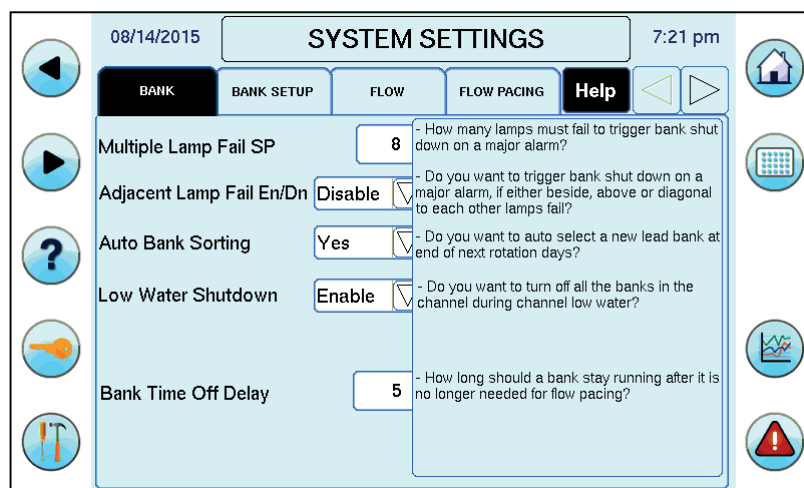 08/14/2015 SYSTEM SETTINGS 7:21 pm
BANK BANK SETUP FLOW FLOW PACING Help
Multiple Lamp Fail SP 8
- How many lamps must fail to trigger bank shut
down on a major alarm?
Adjacent Lamp Fail En/Dn Disable
- Do you want to trigger bank shut down on a
major alarm, if either beside, above or diagonal
to each other lamps fail?
Auto Bank Sorting Yes
- Do you want to auto select a new lead bank at
end of next rotation days?
Low Water Shutdown Enable
- Do you want to turn off all the banks in the
channel during channel low water?
Bank Time Off Delay 5
- How long should a bank stay running after it is
no longer needed for flow pacing?